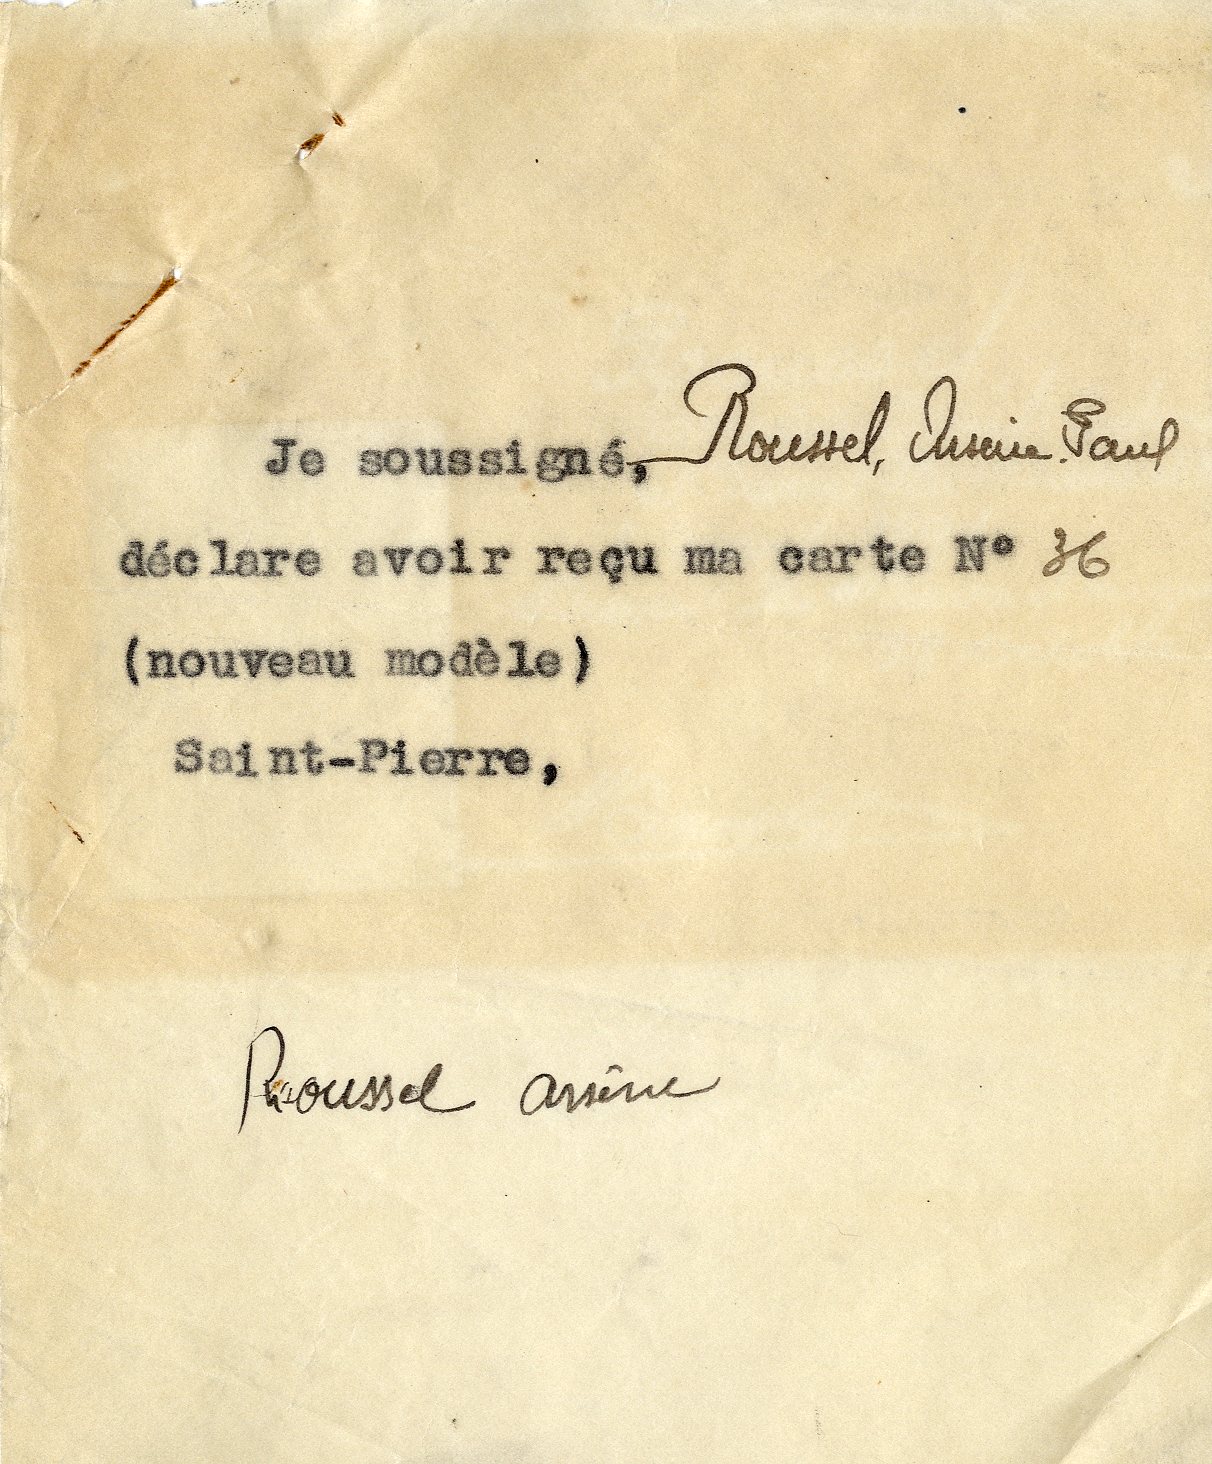 Je soussigné, Roussel, Arsène Paul
déclare avoir reçu ma carte N° 36
(nouveau modèle)
Saint-Pierre,
Roussel arsène